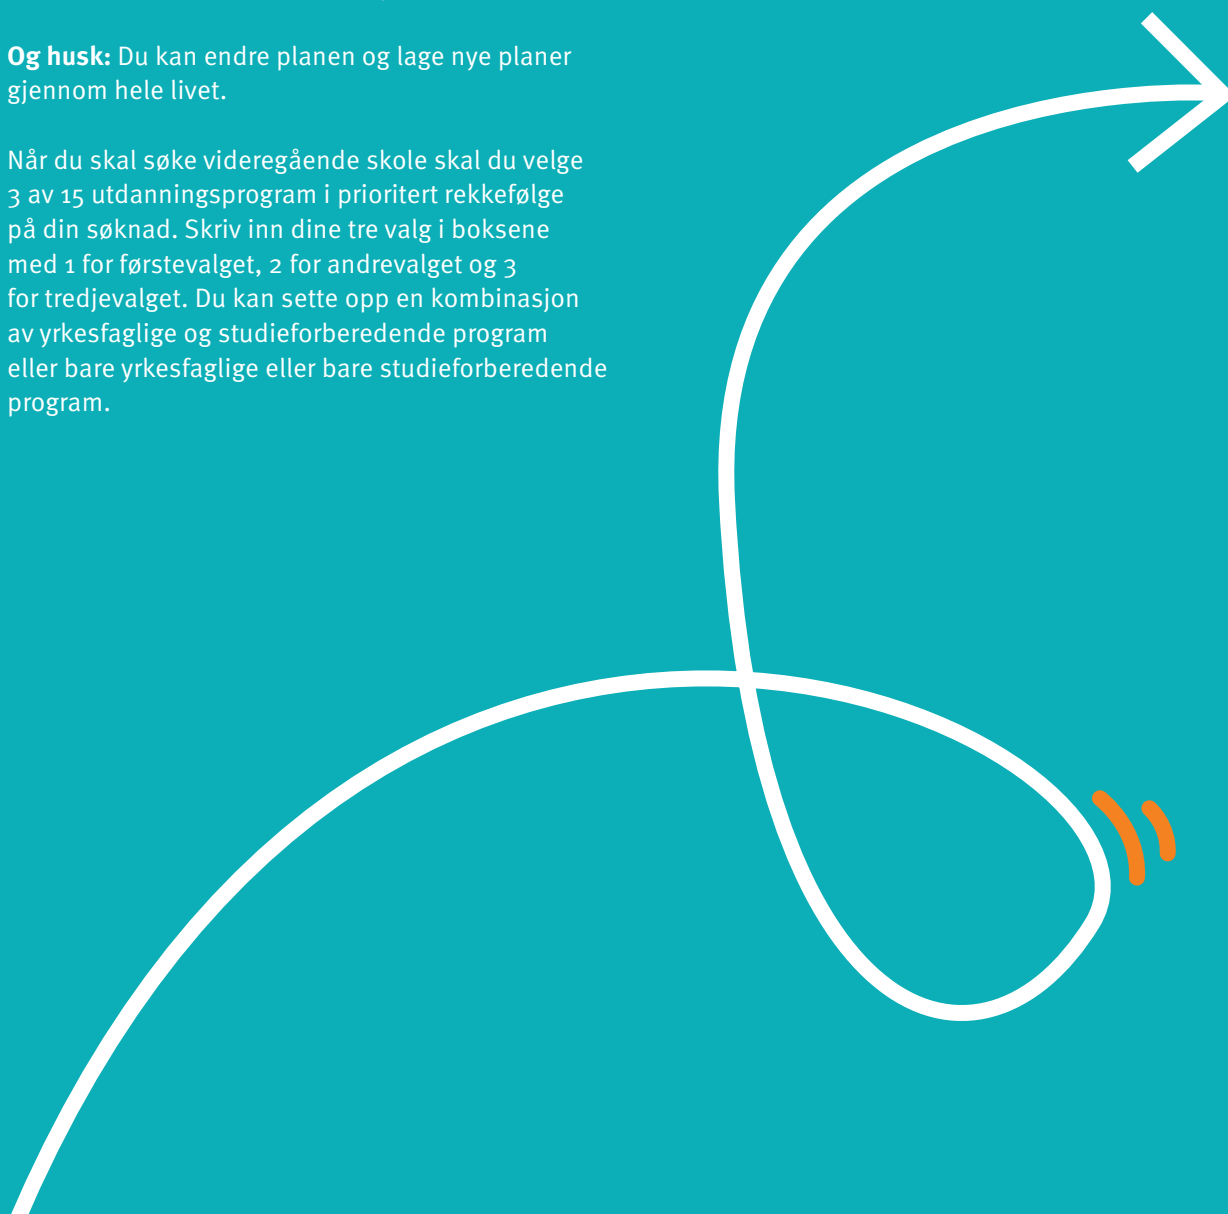 Og husk: Du kan endre planen og lage nye planer
gjennom hele livet.
Når du skal søke videregående skole skal du velge
3 av 15 utdanningsprogram i prioritert rekkefølge
på din søknad. Skriv inn dine tre valg i boksene
med 1 for førstevalget, 2 for andrevalget og 3
for tredjevalget. Du kan sette opp en kombinasjon
av yrkesfaglige og studieforberedende program
eller bare yrkesfaglige eller bare studieforberedende
program.